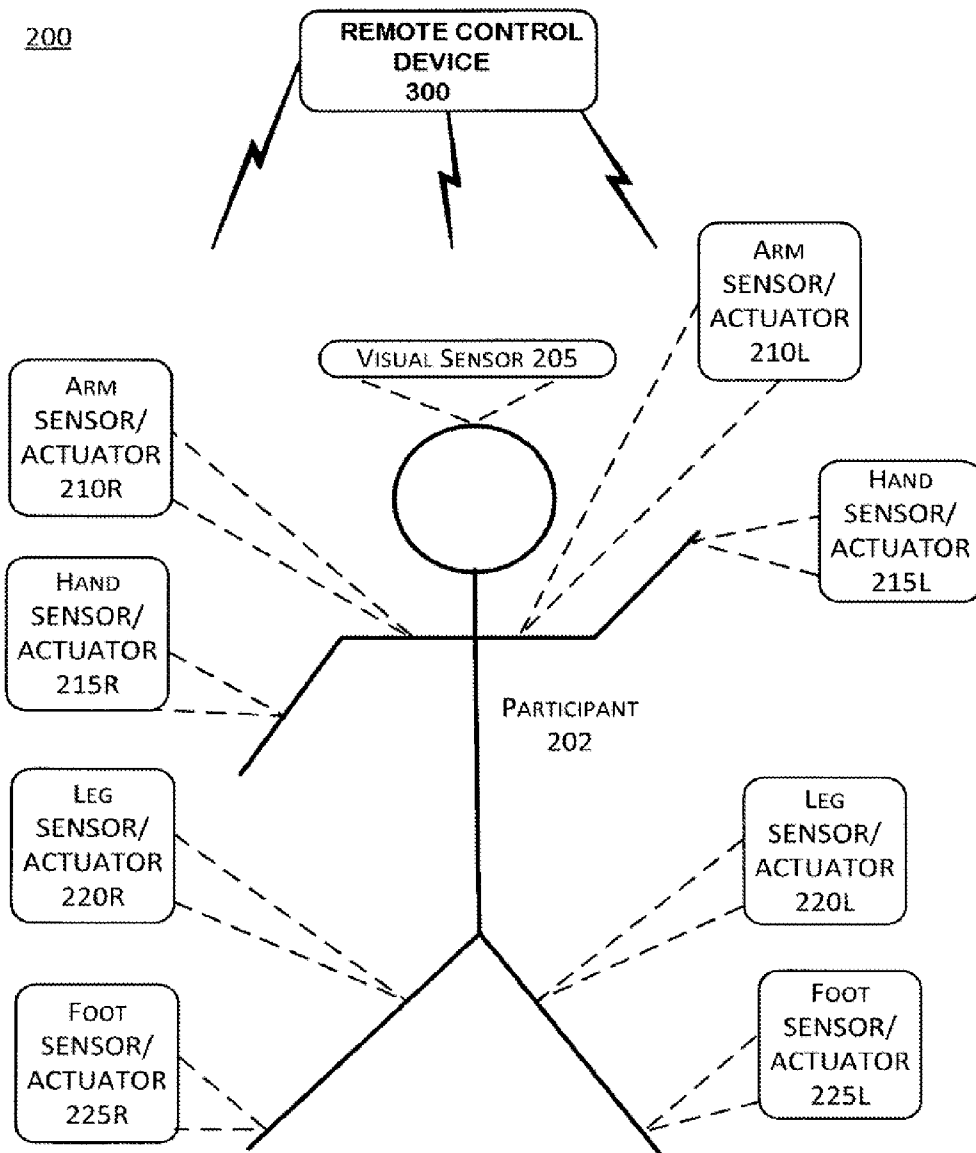 200
REMOTE CONTROL
DEVICE
300
ARM
SENSOR/
ACTUATOR
210L
VISUAL SENSOR 205
ARM
SENSOR/
ACTUATOR
210R
HAND
SENSOR/
ACTUATOR
215L
HAND
SENSOR/
ACTUATOR
215R
PARTICIPANT
202
LEG
SENSOR/
ACTUATOR
220R
LEG
SENSOR/
ACTUATOR
220L
FOOT
SENSOR/
ACTUATOR
225R
FOOT
SENSOR/
ACTUATOR
225L